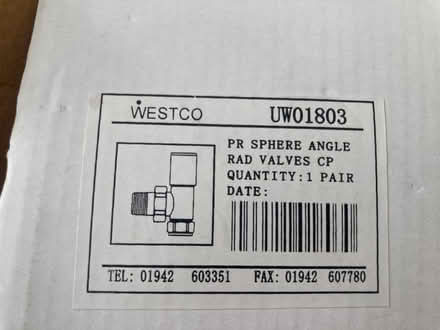 WESTCO UW01803
PR SPHERE ANGLE
RAD VALVES CP
QUANTITY:1 PAIR
DATE:
TEL: 01942 603351 FAX: 01942 607780